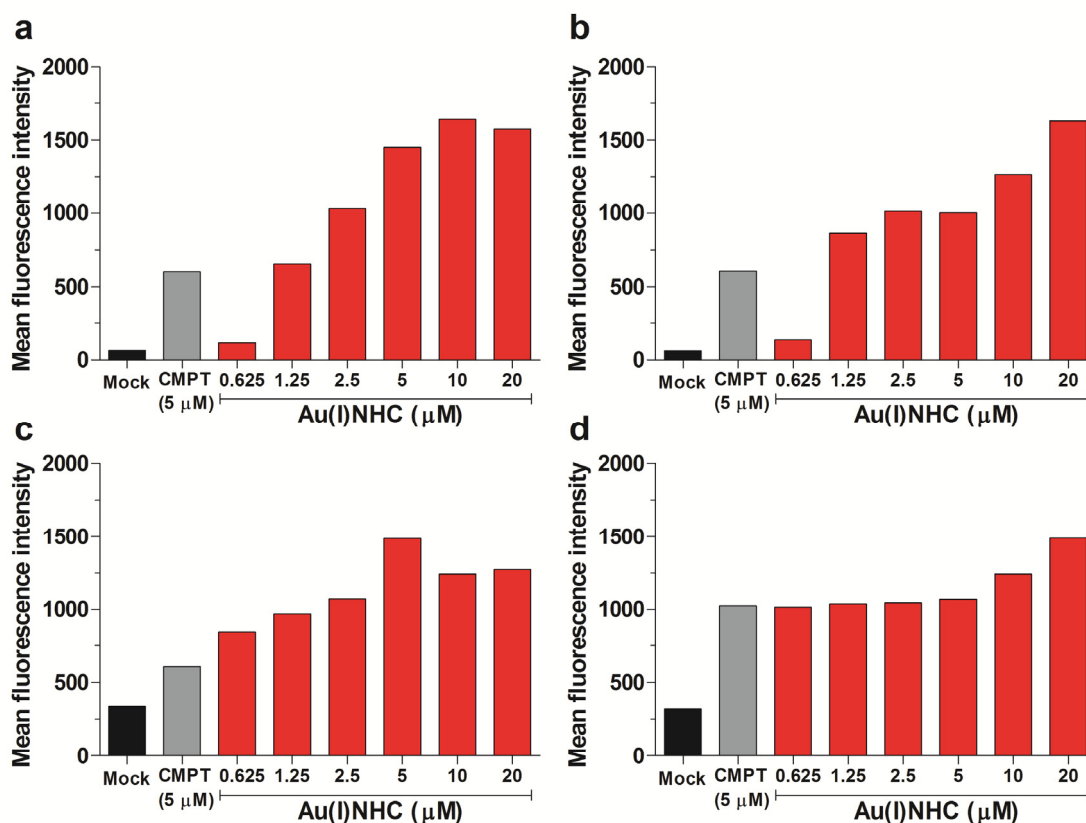 a
Mean fluorescence intensity
2000
1500
1000
500
0
Mock
CMPT
(5 μM)
0.625 1.25 2.5 5 10 20
Au(I)NHC (μM)
b
Mean fluorescence intensity
2000
1500
1000
500
0
Mock
CMPT
(5 μM)
0.625 1.25 2.5 5 10 20
Au(I)NHC (μM)
c
Mean fluorescence intensity
2000
1500
1000
500
0
Mock
CMPT
(5 μM)
0.625 1.25 2.5 5 10 20
Au(I)NHC (μM)
d
Mean fluorescence intensity
2000
1500
1000
500
0
Mock
CMPT
(5 μM)
0.625 1.25 2.5 5 10 20
Au(I)NHC (μM)